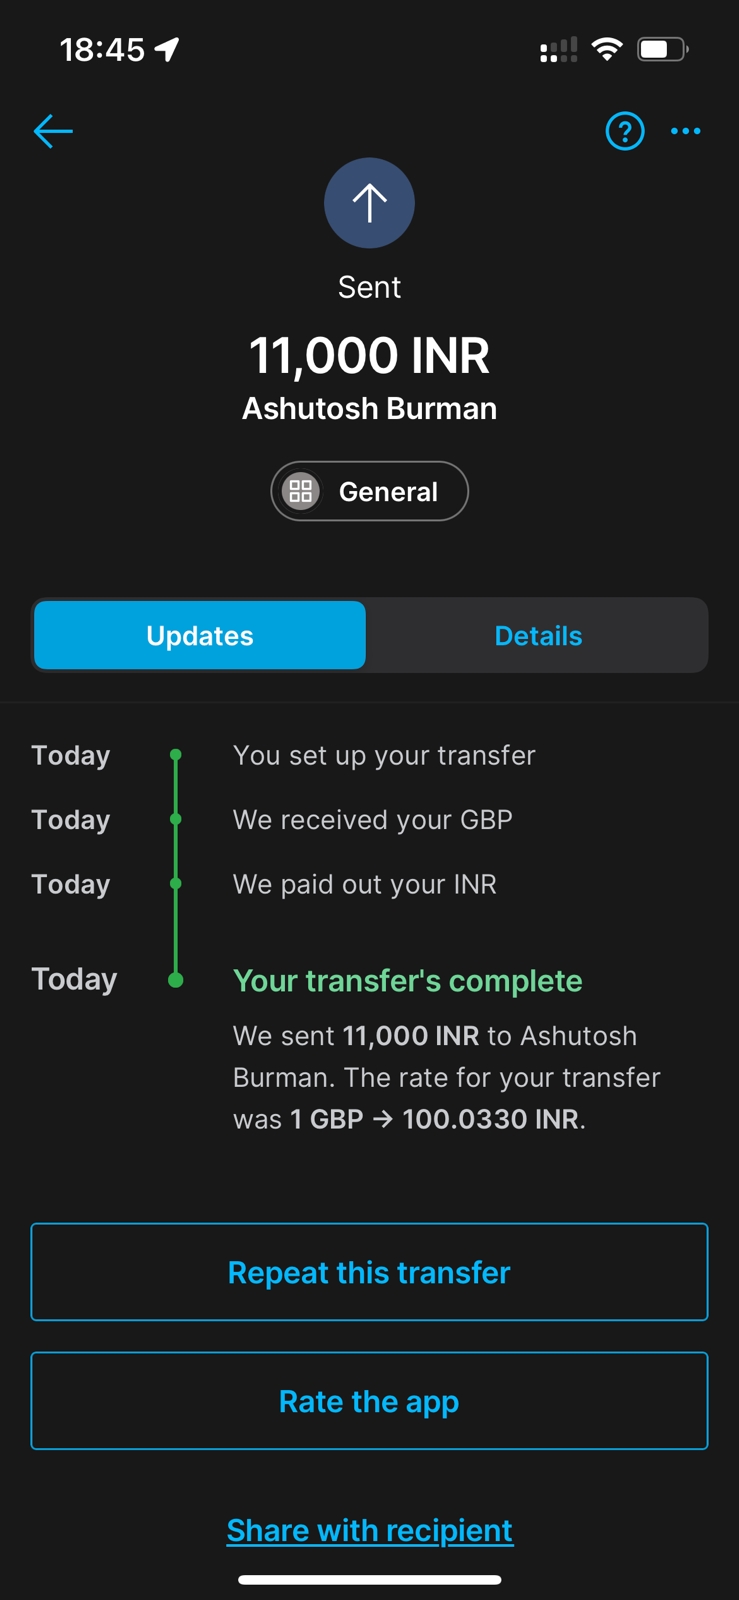 18:45
Sent
11,000 INR
Ashutosh Burman
General
Updates
Details
Today
You set up your transfer
Today
We received your GBP
Today
We paid out your INR
Today
Your transfer's complete
We sent 11,000 INR to Ashutosh
Burman. The rate for your transfer
was 1 GBP → 100.0330 INR.
Repeat this transfer
Rate the app
Share with recipient